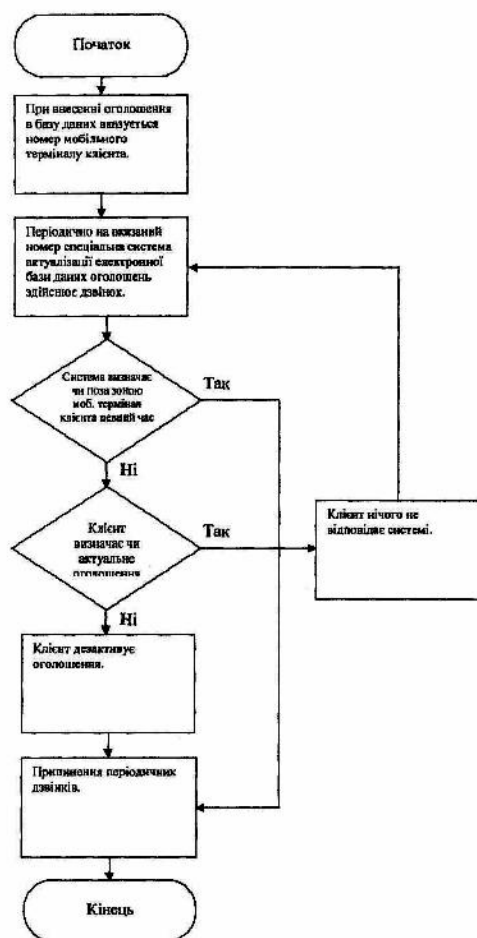 Початок
При внесенні оголошення
в базу даних вказується
номер мобільного
терміналу клієнта.
Періодично на вказаний
номер спеціальна система
актуалізації електронної
бази даних оголошень
здійснює дзвінок.
Система визначає
чи поза зоною
моб. термінал
клієнта певний час
Так
Ні
Клієнт
визначає чи
актуальне
оголошення
Так
Клієнт нічого не
відповідає системі.
Ні
Клієнт дезактивує
оголошення.
Припинення періодичних
дзвінків.
Кінець